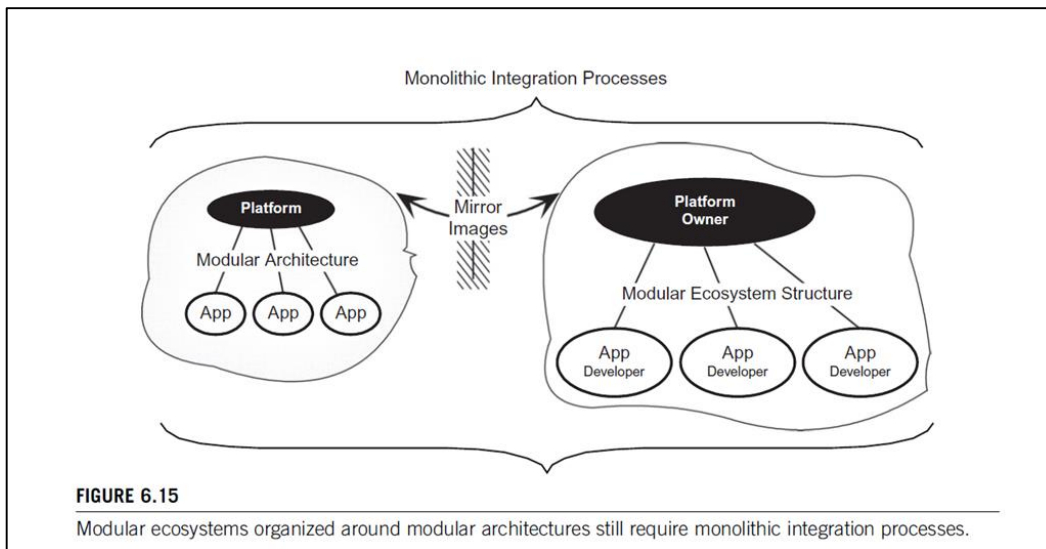 Monolithic Integration Processes
Platform
Modular Architecture
App App App
Mirror
Images
Platform
Owner
Modular Ecosystem Structure
App App App
Developer Developer Developer
FIGURE 6.15
Modular ecosystems organized around modular architectures still require monolithic integration processes.